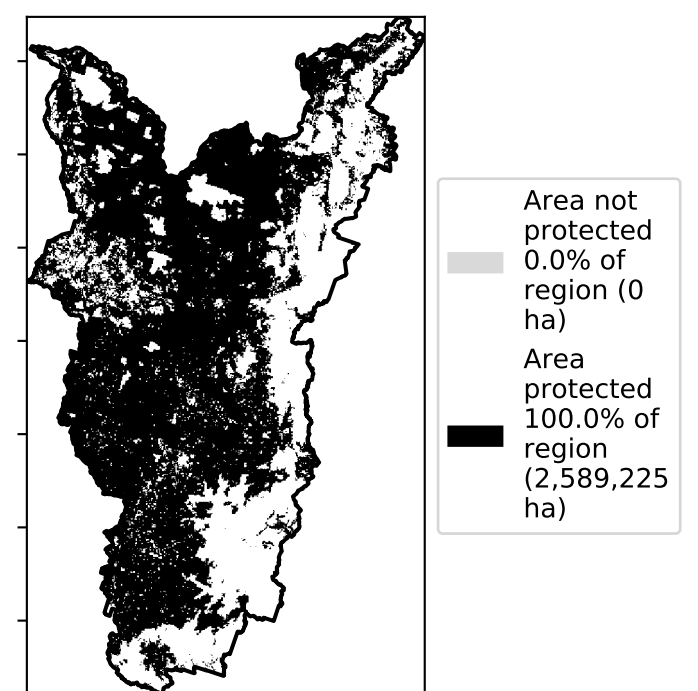 Area not
protected
0.0% of
region (0
ha)
Area
protected
100.0% of
region
(2,589,225
ha)